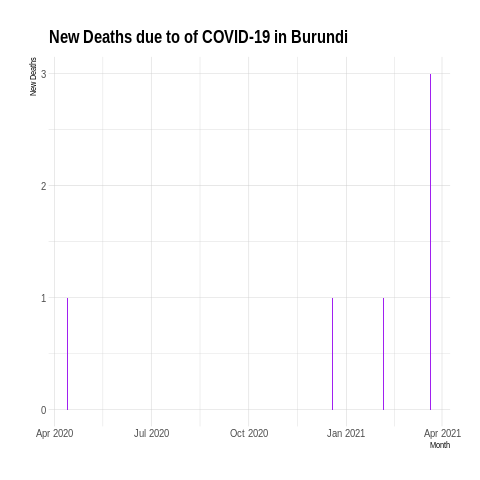 New Deaths due to of COVID-19 in Burundi
New Deaths
3
2
1
0
Apr 2020 Jul 2020 Oct 2020 Jan 2021 Apr 2021
Month